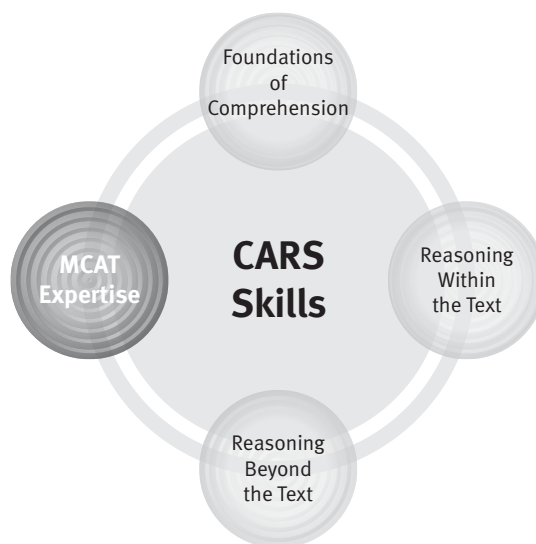 Foundations
of
Comprehension
MCAT
Expertise
CARS
Skills
Reasoning
Within
the Text
Reasoning
Beyond
the Text